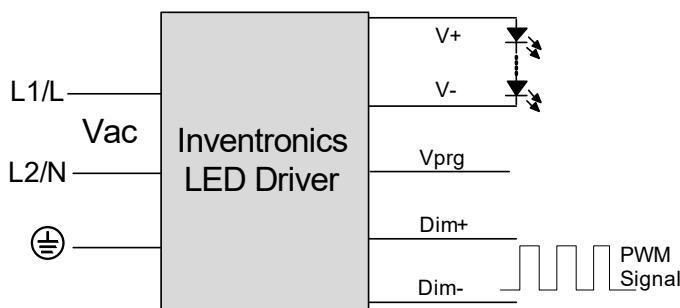 L1/L
Vac
L2/N
Inventronics
LED Driver
V+
V-
Vprg
Dim+
Dim-
PWM
Signal